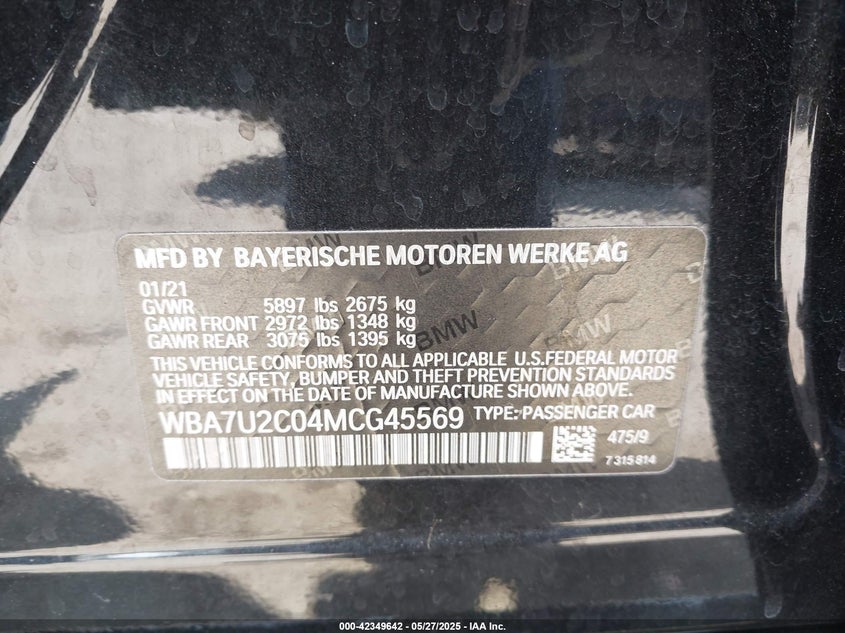 MFD BY BAYERISCHE MOTOREN WERKE AG
01/21
GVWR 5897 lbs 2675 kg
GAWR FRONT 2972 lbs 1348 kg
GAWR REAR 3075 lbs 1395 kg
THIS VEHICLE CONFORMS TO ALL APPLICABLE U.S.FEDERAL MOTOR
VEHICLE SAFETY, BUMPER AND THEFT PREVENTION STANDARDS
IN EFFECT ON THE DATE OF MANUFACTURE SHOWN ABOVE.
WBA7U2C04MCG45569 TYPE: PASSENGER CAR
475/9
7315814
000-42349642 - 05/27/2025 - IAA Inc.